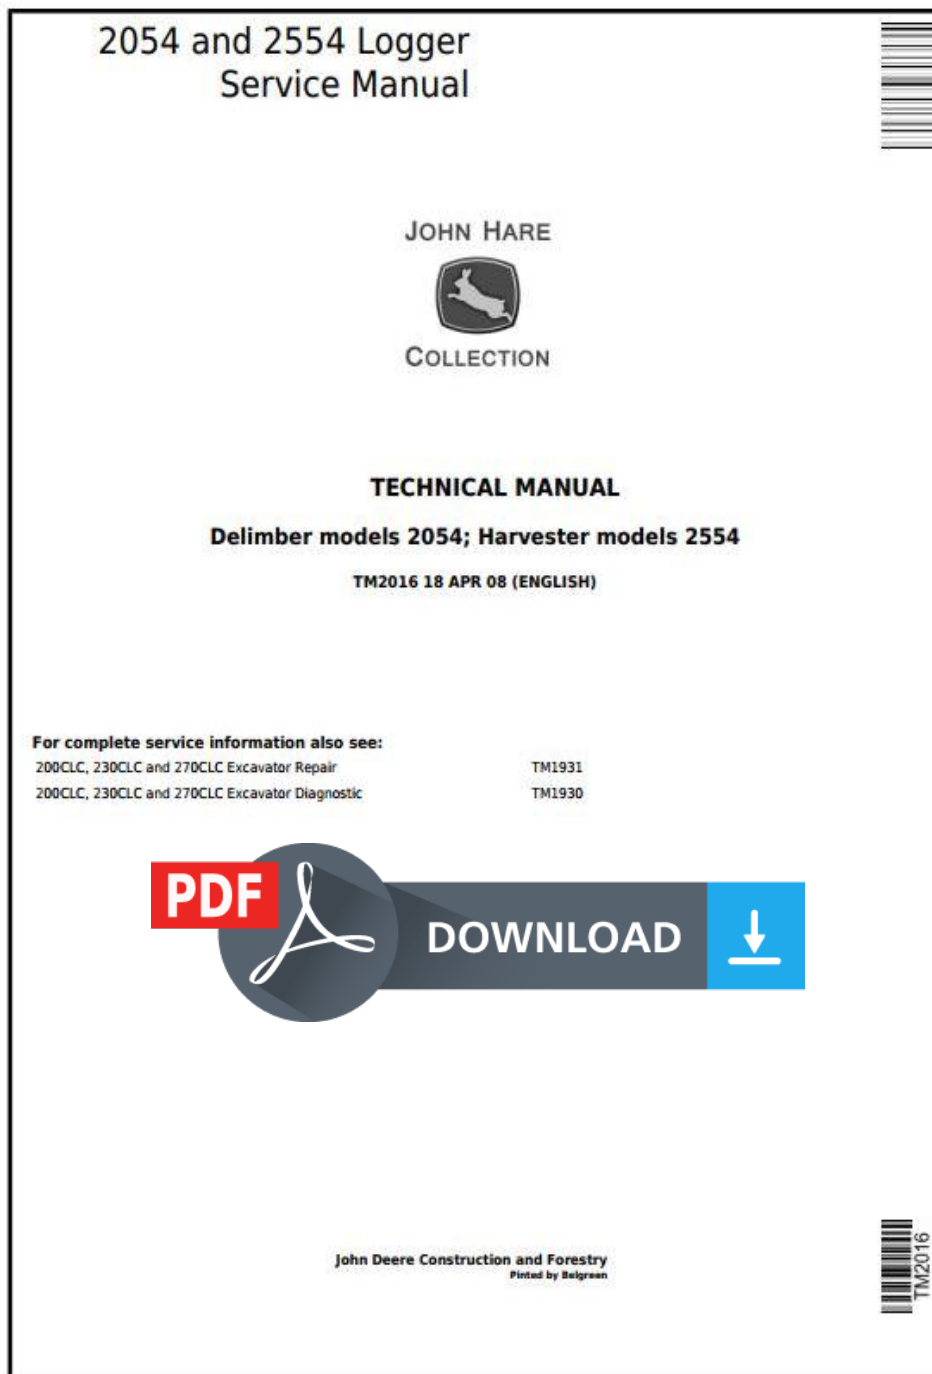 2054 and 2554 Logger
Service Manual
JOHN HARE
COLLECTION
TECHNICAL MANUAL
Delimber models 2054; Harvester models 2554
TM2016 18 APR 08 (ENGLISH)
For complete service information also see:
200CLC, 230CLC and 270CLC Excavator Repair TM1931
200CLC, 230CLC and 270CLC Excavator Diagnostic TM1930
PDF
DOWNLOAD
John Deere Construction and Forestry
Pinted by Belgreen
TM2016